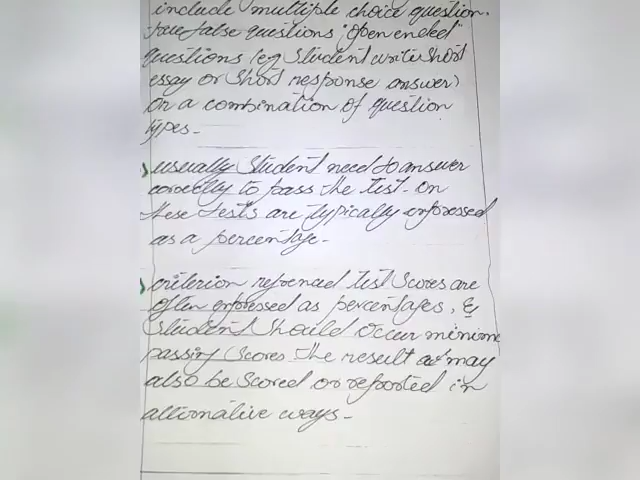 include multiple choice question.
true false questions "open ended"
questions (eg student write short
essay or short response answer)
or a combination of question
types-
usually student need to answer
correctly to pass the test- on
these tests are typically expressed
as a percentage-
criterion referenced test scores are
often expressed as percentages, &
student should occur minimum
passing scores the result may
also be scored or reported in
ways-